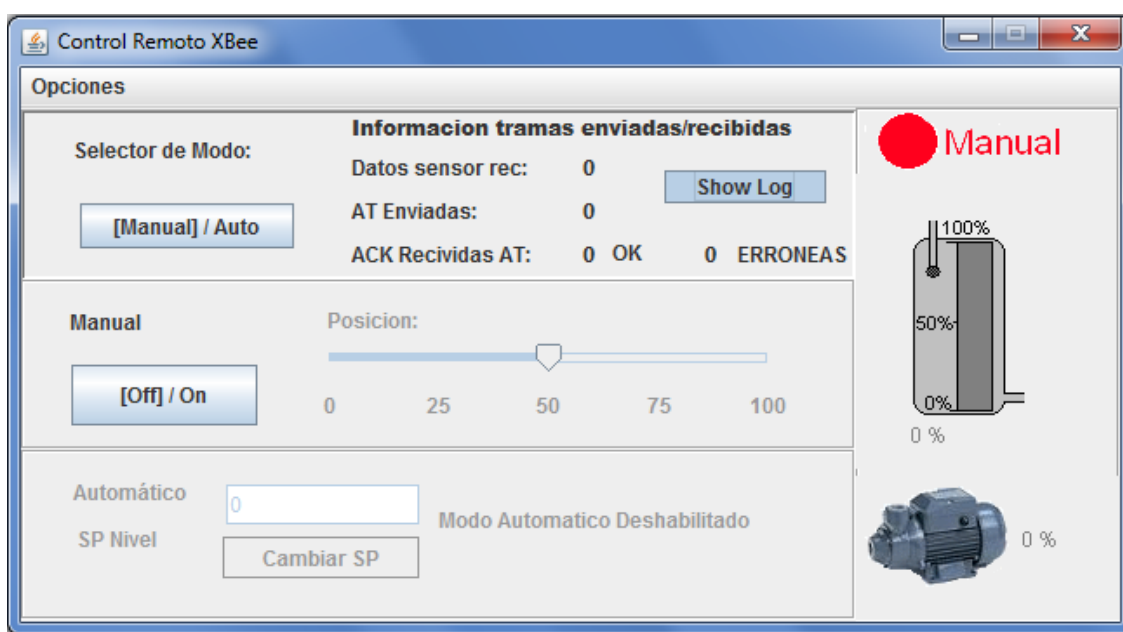 Control Remoto XBee
Opciones
Selector de Modo:
[Manual] / Auto
Informacion tramas enviadas/recibidas
Datos sensor rec: 0
Show Log
AT Enviadas: 0
ACK Recividas AT: 0 OK 0 ERRONEAS
Manual
[Off] / On
Posicion:
0 25 50 75 100
Automático
SP Nivel
0
Cambiar SP
Modo Automatico Deshabilitado
Manual
100%
50%
0%
0 %
0 %